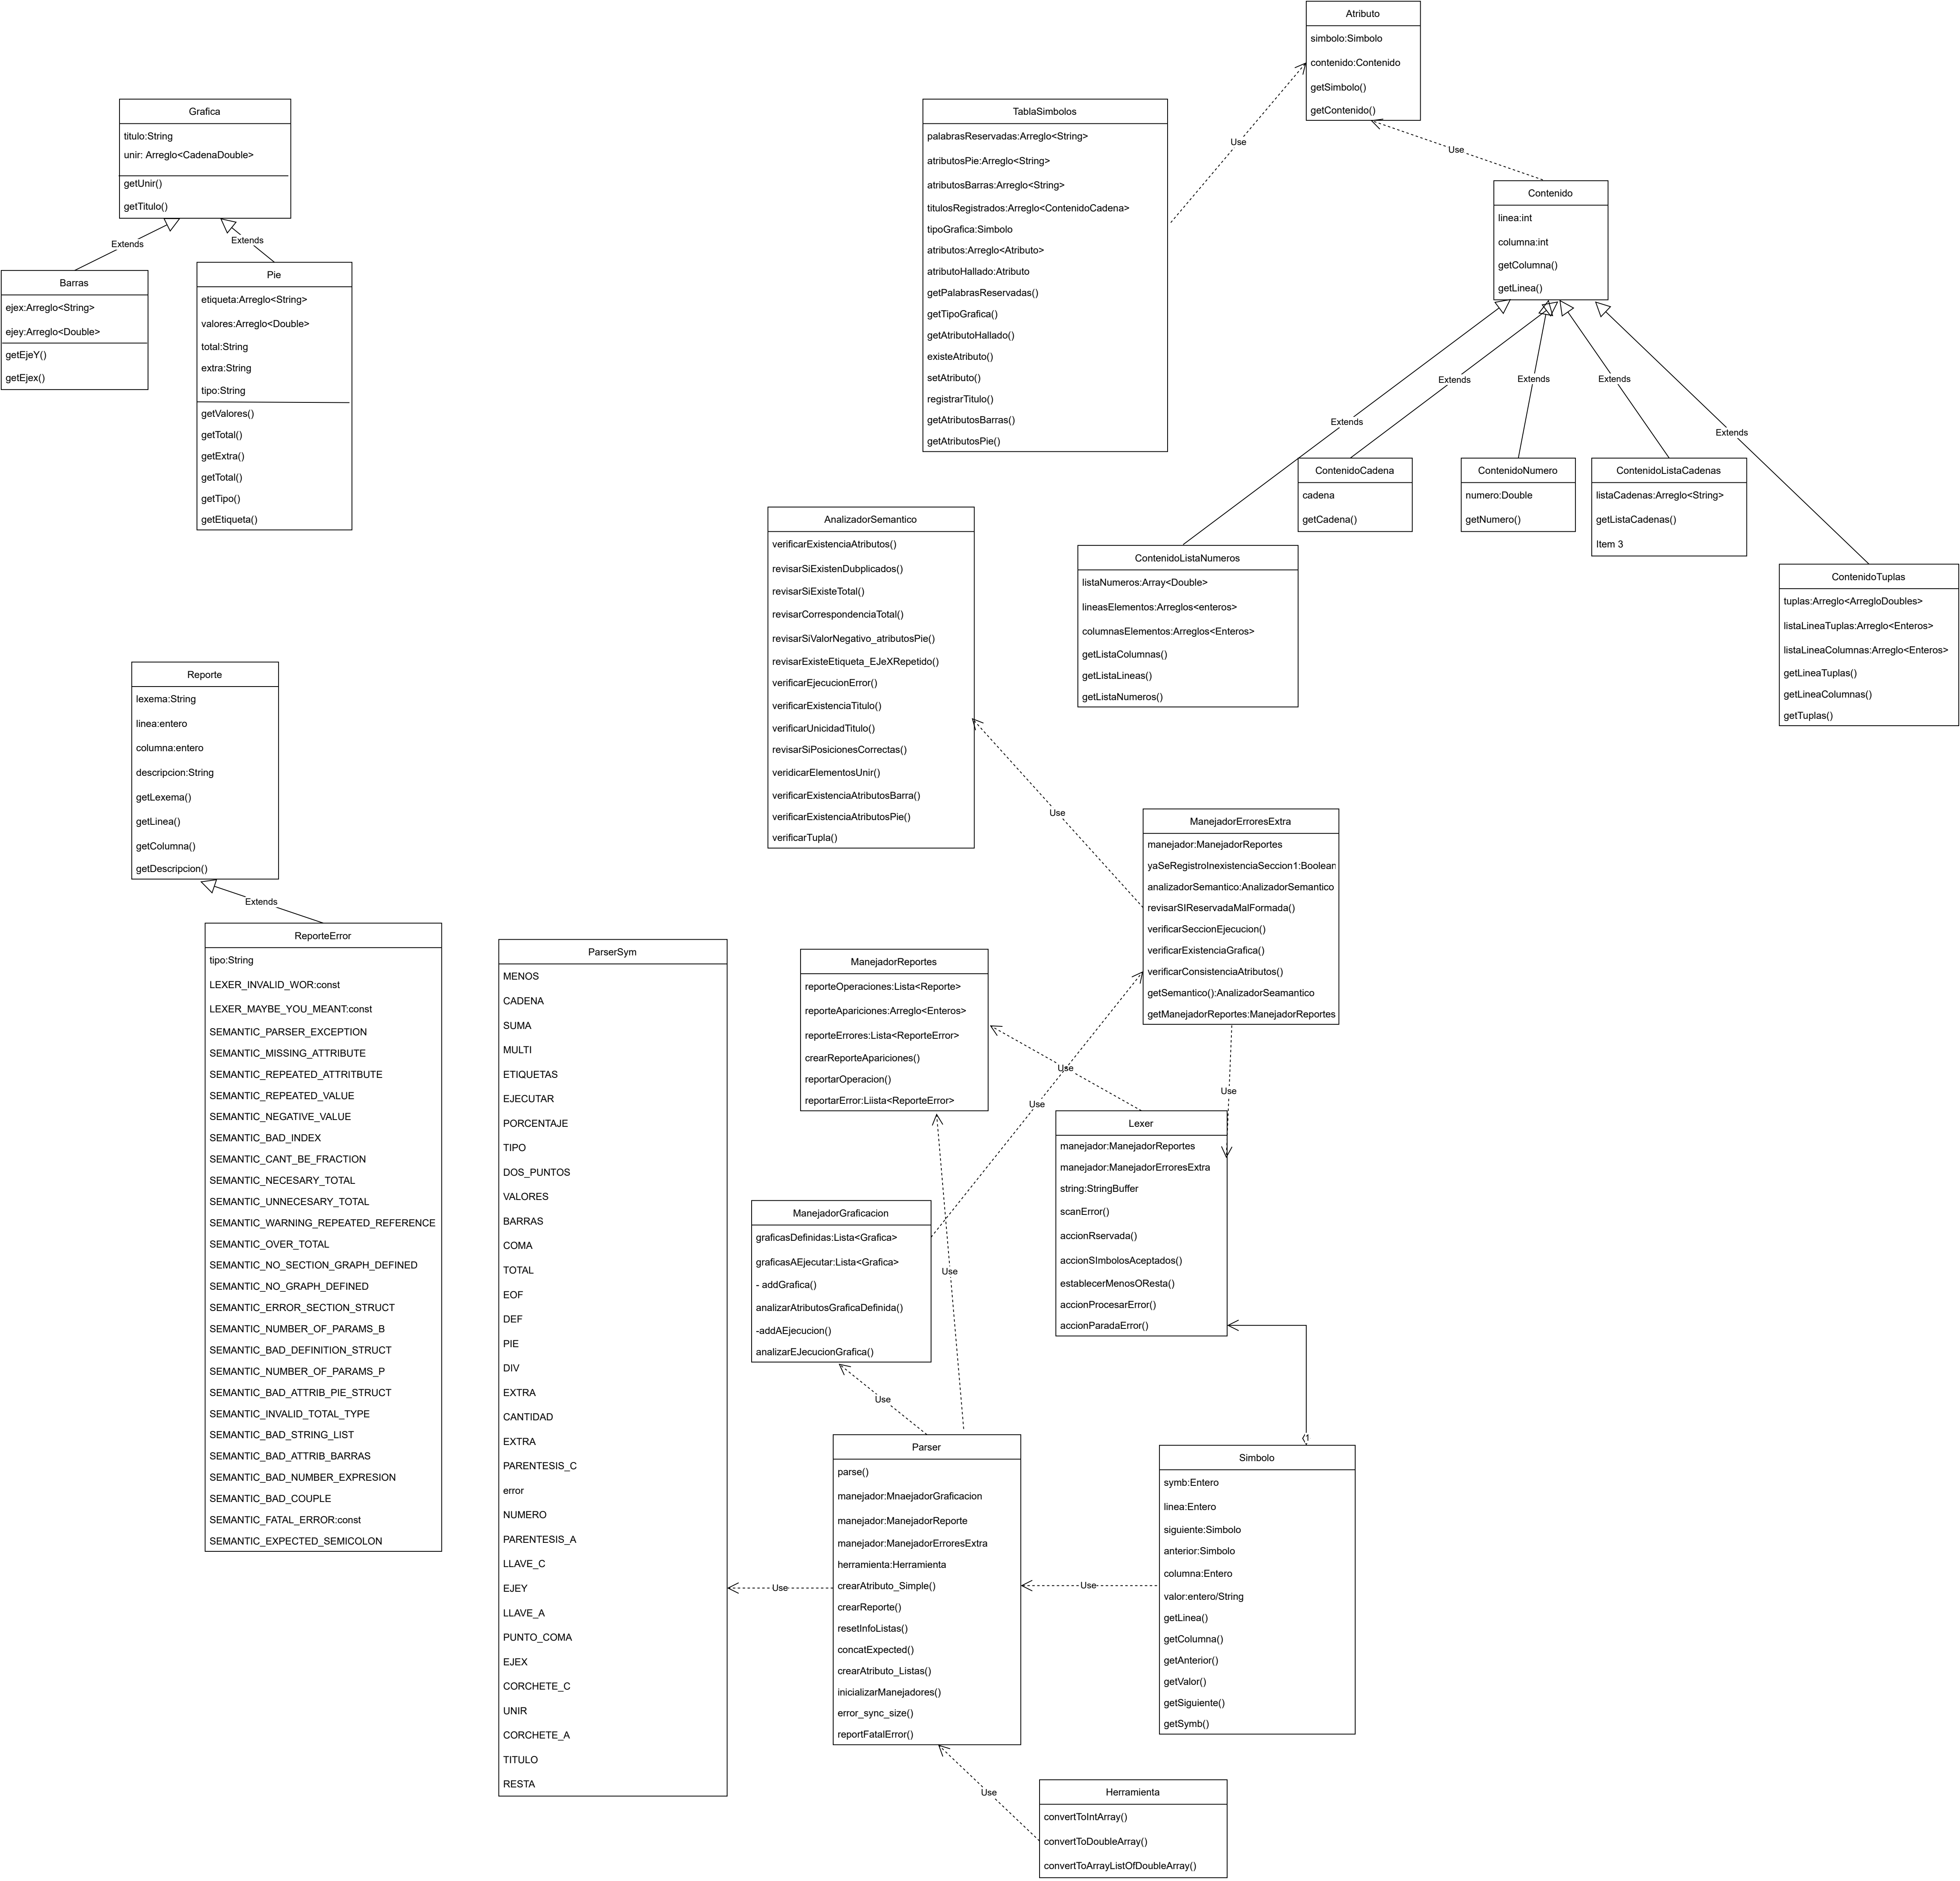 Atributo
simbolo:Simbolo
contenido:Contenido
getSimbolo()
getContenido()
Grafica
titulo:String
unir: Arreglo<CadenaDouble>
getUnir()
getTitulo()
TablaSimbolos
palabrasReservadas:Arreglo<String>
atributosPie:Arreglo<String>
atributosBarras:Arreglo<String>
titulosRegistrados:Arreglo<ContenidoCadena>
tipoGrafica:Simbolo
atributos:Arreglo<Atributo>
atributoHallado:Atributo
getPalabrasReservadas()
getTipoGrafica()
getAtributoHallado()
existeAtributo()
setAtributo()
registrarTitulo()
getAtributosBarras()
getAtributosPie()
Use
Use
Contenido
linea:int
columna:int
getColumna()
getLinea()
Extends
Extends
Barras
ejex:Arreglo<String>
ejey:Arreglo<Double>
getEjeY()
getEjex()
Pie
etiqueta:Arreglo<String>
valores:Arreglo<Double>
total:String
extra:String
tipo:String
getValores()
getTotal()
getExtra()
getTotal()
getTipo()
getEtiqueta()
Extends
Extends
Extends
Extends
Extends
ContenidoCadena
cadena
getCadena()
ContenidoNumero
numero:Double
getNumero()
ContenidoListaCadenas
listaCadenas:Arreglo<String>
getListaCadenas()
Item 3
ContenidoListaNumeros
listaNumeros:Array<Double>
lineasElementos:Arreglos<enteros>
columnasElementos:Arreglos<Enteros>
getListaColumnas()
getListaLineas()
getListaNumeros()
ContenidoTuplas
tuplas:Arreglo<ArregloDoubles>
listaLineaTuplas:Arreglo<Enteros>
listaLineaColumnas:Arreglo<Enteros>
getLineaTuplas()
getLineaColumnas()
getTuplas()
AnalizadorSemantico
verificarExistenciaAtributos()
revisarSiExistenDubplicados()
revisarSiExisteTotal()
revisarCorrespondenciaTotal()
revisarSiValorNegativo_atributosPie()
revisarExisteEtiqueta_EJeXRepetido()
verificarEjecucionError()
verificarExistenciaTitulo()
verificarUnicidadTitulo()
revisarSiPosicionesCorrectas()
veridicarElementosUnir()
verificarExistenciaAtributosBarra()
verificarExistenciaAtributosPie()
verificarTupla()
Reporte
lexema:String
linea:entero
columna:entero
descripcion:String
getLexema()
getLinea()
getColumna()
getDescripcion()
Extends
Use
ManejadorErroresExtra
manejador:ManejadorReportes
yaSeRegistroInexistenciaSeccion1:Boolean
analizadorSemantico:AnalizadorSemantico
revisarSIReservadaMalFormada()
verificarSeccionEjecucion()
verificarExistenciaGrafica()
verificarConsistenciaAtributos()
getSemantico():AnalizadorSeamantico
getManejadorReportes:ManejadorReportes
ReporteError
tipo:String
LEXER_INVALID_WOR:const
LEXER_MAYBE_YOU_MEANT:const
SEMANTIC_PARSER_EXCEPTION
SEMANTIC_MISSING_ATTRIBUTE
SEMANTIC_REPEATED_ATTRITBUTE
SEMANTIC_REPEATED_VALUE
SEMANTIC_NEGATIVE_VALUE
SEMANTIC_BAD_INDEX
SEMANTIC_CANT_BE_FRACTION
SEMANTIC_NECESARY_TOTAL
SEMANTIC_UNNECESARY_TOTAL
SEMANTIC_WARNING_REPEATED_REFERENCE
SEMANTIC_OVER_TOTAL
SEMANTIC_NO_SECTION_GRAPH_DEFINED
SEMANTIC_NO_GRAPH_DEFINED
SEMANTIC_ERROR_SECTION_STRUCT
SEMANTIC_NUMBER_OF_PARAMS_B
SEMANTIC_BAD_DEFINITION_STRUCT
SEMANTIC_NUMBER_OF_PARAMS_P
SEMANTIC_BAD_ATTRIB_PIE_STRUCT
SEMANTIC_INVALID_TOTAL_TYPE
SEMANTIC_BAD_STRING_LIST
SEMANTIC_BAD_ATTRIB_BARRAS
SEMANTIC_BAD_NUMBER_EXPRESION
SEMANTIC_BAD_COUPLE
SEMANTIC_FATAL_ERROR:const
SEMANTIC_EXPECTED_SEMICOLON
ParserSym
MENOS
CADENA
SUMA
MULTI
ETIQUETAS
EJECUTAR
PORCENTAJE
TIPO
DOS_PUNTOS
VALORES
BARRAS
COMA
TOTAL
EOF
DEF
PIE
DIV
EXTRA
CANTIDAD
EXTRA
PARENTESIS_C
error
NUMERO
PARENTESIS_A
LLAVE_C
EJEY
LLAVE_A
PUNTO_COMA
EJEX
CORCHETE_C
UNIR
CORCHETE_A
TITULO
RESTA
ManejadorReportes
reporteOperaciones:Lista<Reporte>
reporteApariciones:Arreglo<Enteros>
reporteErrores:Lista<ReporteError>
crearReporteApariciones()
reportarOperacion()
reportarError:Liista<ReporteError>
Use
Use
Use
Lexer
manejador:ManejadorReportes
manejador:ManejadorErroresExtra
string:StringBuffer
scanError()
accionRservada()
accionSImbolosAceptados()
establecerMenosOResta()
accionProcesarError()
accionParadaError()
ManejadorGraficacion
graficasDefinidas:Lista<Grafica>
graficasAEjecutar:Lista<Grafica>
- addGrafica()
analizarAtributosGraficaDefinida()
-addAEjecucion()
analizarEJecucionGrafica()
Use
Use
1
Parser
parse()
manejador:MnaejadorGraficacion
manejador:ManejadorReporte
manejador:ManejadorErroresExtra
herramienta:Herramienta
crearAtributo_Simple()
crearReporte()
resetInfoListas()
concatExpected()
crearAtributo_Listas()
inicializarManejadores()
error_sync_size()
reportFatalError()
Use
Use
Simbolo
symb:Entero
linea:Entero
siguiente:Simbolo
anterior:Simbolo
columna:Entero
valor:entero/String
getLinea()
getColumna()
getAnterior()
getValor()
getSiguiente()
getSymb()
Use
Herramienta
convertToIntArray()
convertToDoubleArray()
convertToArrayListOfDoubleArray()